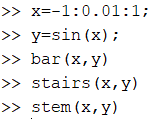 >> x=-1:0.01:1;
>> y=sin(x);
>> bar(x,y)
>> stairs(x,y)
>> stem(x,y)